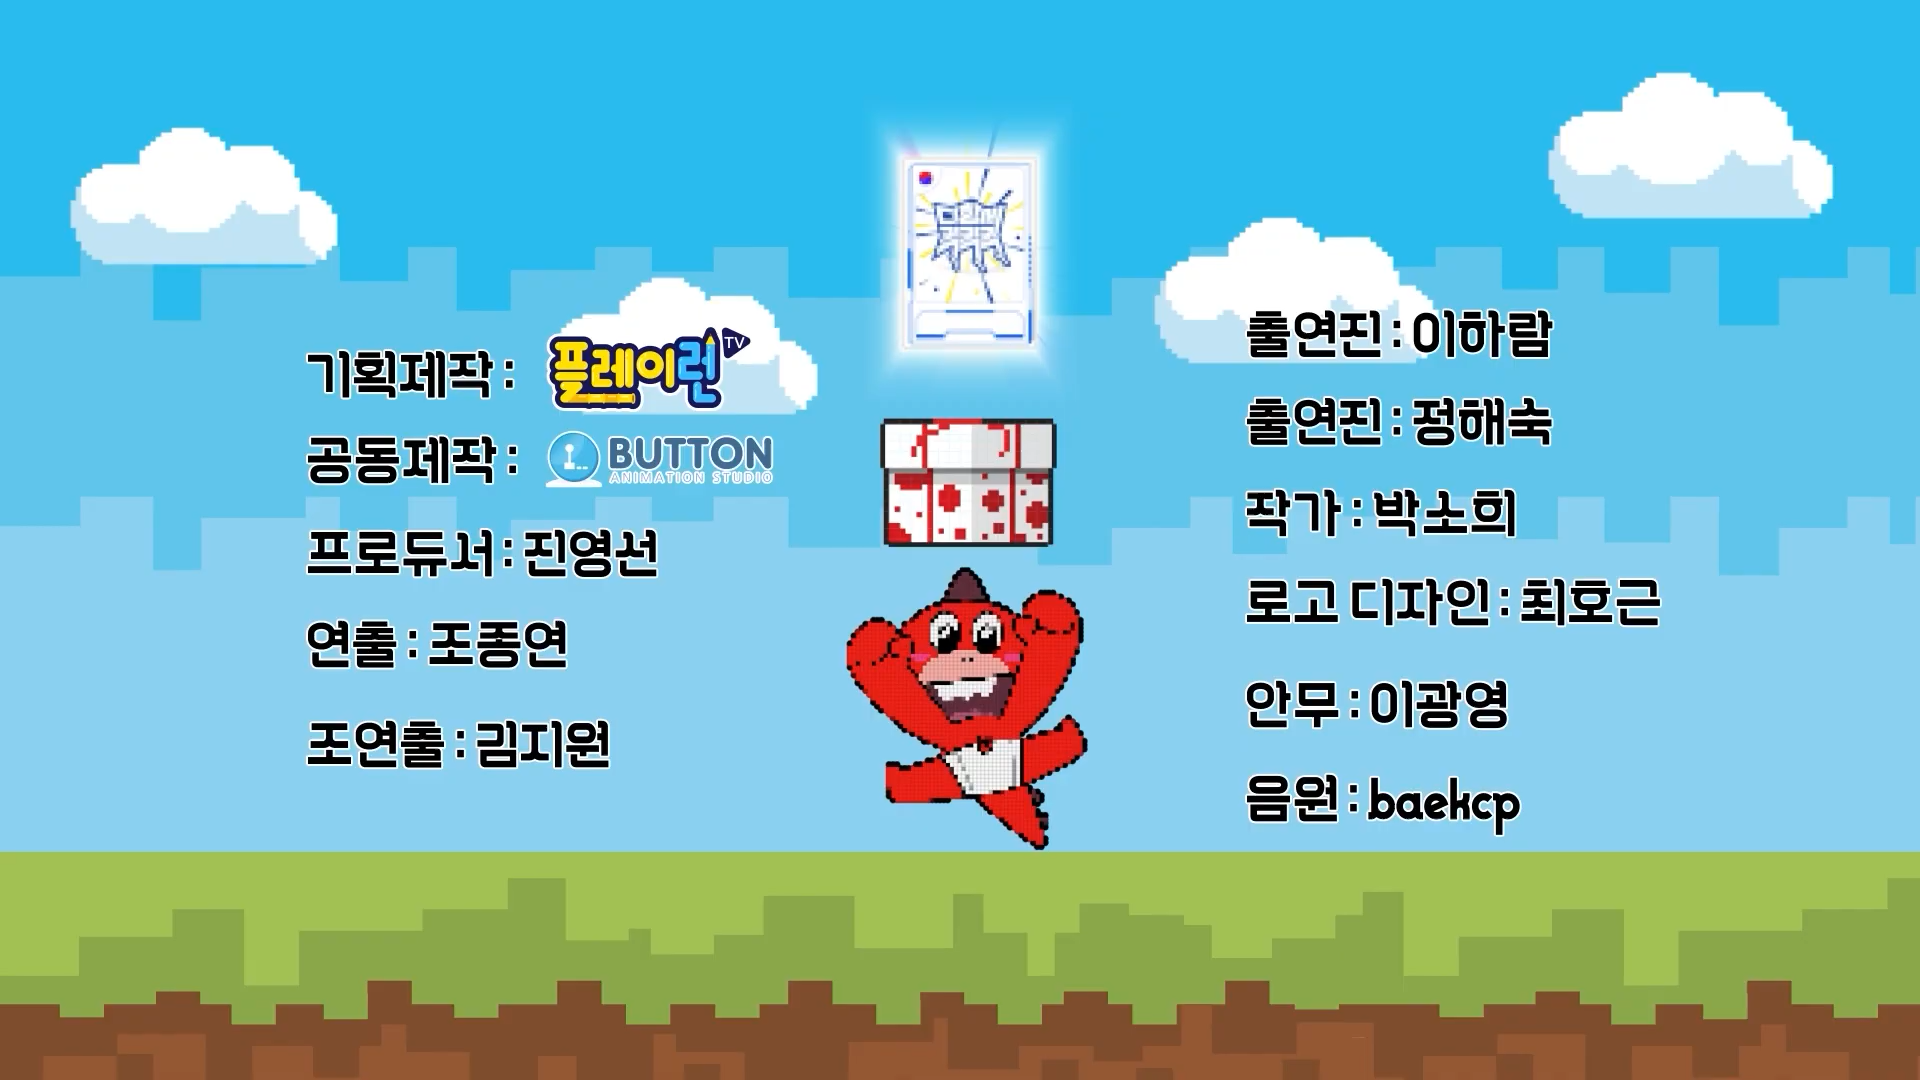 기획제작 : 플레이런 TV
공동제작 : BUTTON
ANIMATION STUDIO
프로듀서 : 진영선
연출 : 조종연
조연출 : 김지원
출연진 : 이하람
출연진 : 정해숙
작가 : 박소희
로고 디자인 : 최호근
안무 : 이광영
음원 : baekcp